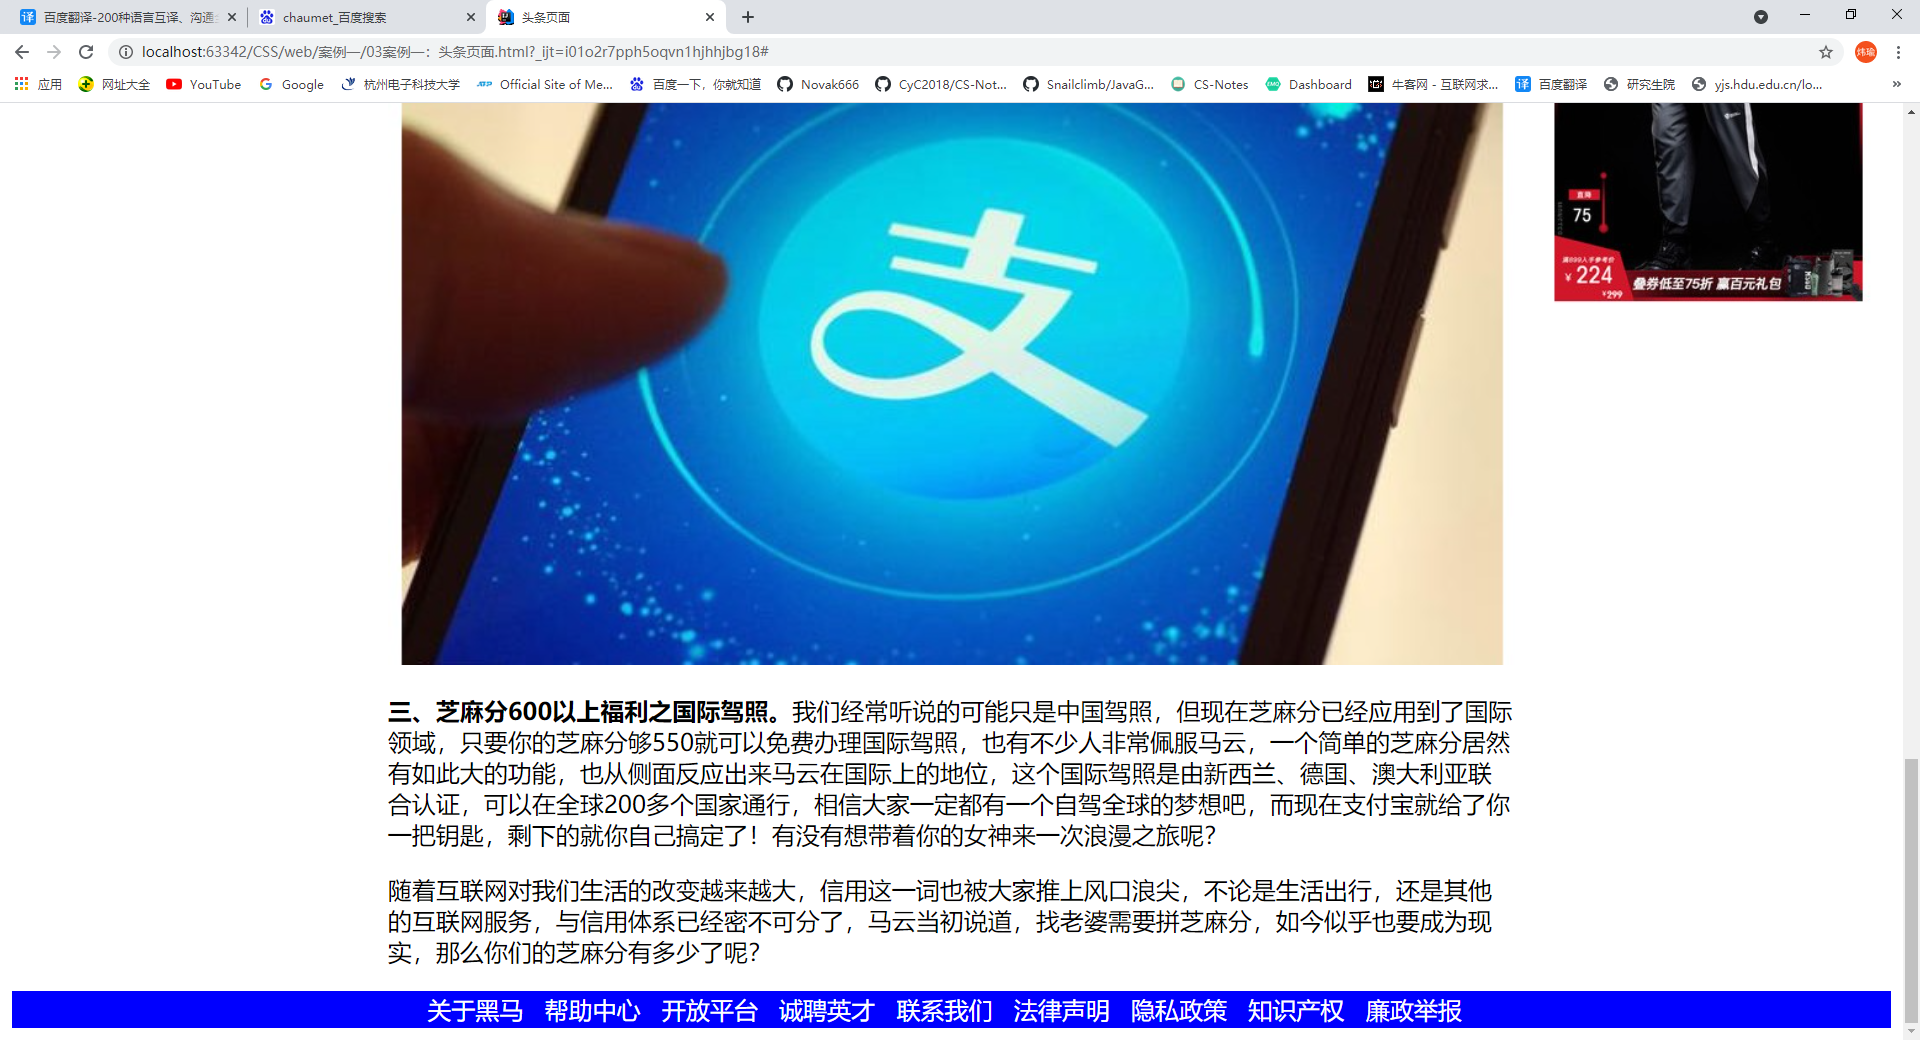 百度翻译-200种语言互译、沟通
chaumet_百度搜索
头条页面
localhost:63342/CSS/web/案例一/03案例一：头条页面.html?_ijt=i01o2r7pph5oqvn1hjhhjbg18#
炜瑜
应用 网址大全 YouTube Google 杭州电子科技大学 Official Site of Me... 百度一下，你就知道 Novak666 CyC2018/CS-Not... Snailclimb/JavaG... CS-Notes Dashboard 牛客网 - 互联网求... 百度翻译 研究生院 yjs.hdu.edu.cn/lo... »
支
直降
75
满899入手参考价
¥ 224
¥299
叠券低至75折 赢百元礼包
三、芝麻分600以上福利之国际驾照。我们经常听说的可能只是中国驾照，但现在芝麻分已经应用到了国际
领域，只要你的芝麻分够550就可以免费办理国际驾照，也有不少人非常佩服马云，一个简单的芝麻分居然
有如此大的功能，也从侧面反应出来马云在国际上的地位，这个国际驾照是由新西兰、德国、澳大利亚联
合认证，可以在全球200多个国家通行，相信大家一定都有一个自驾全球的梦想吧，而现在支付宝就给了你
一把钥匙，剩下的就你自己搞定了！有没有想带着你的女神来一次浪漫之旅呢？
随着互联网对我们生活的改变越来越大，信用这一词也被大家推上风口浪尖，不论是生活出行，还是其他
的互联网服务，与信用体系已经密不可分了，马云当初说道，找老婆需要拼芝麻分，如今似乎也要成为现
实，那么你们的芝麻分有多少了呢？
关于黑马 帮助中心 开放平台 诚聘英才 联系我们 法律声明 隐私政策 知识产权 廉政举报